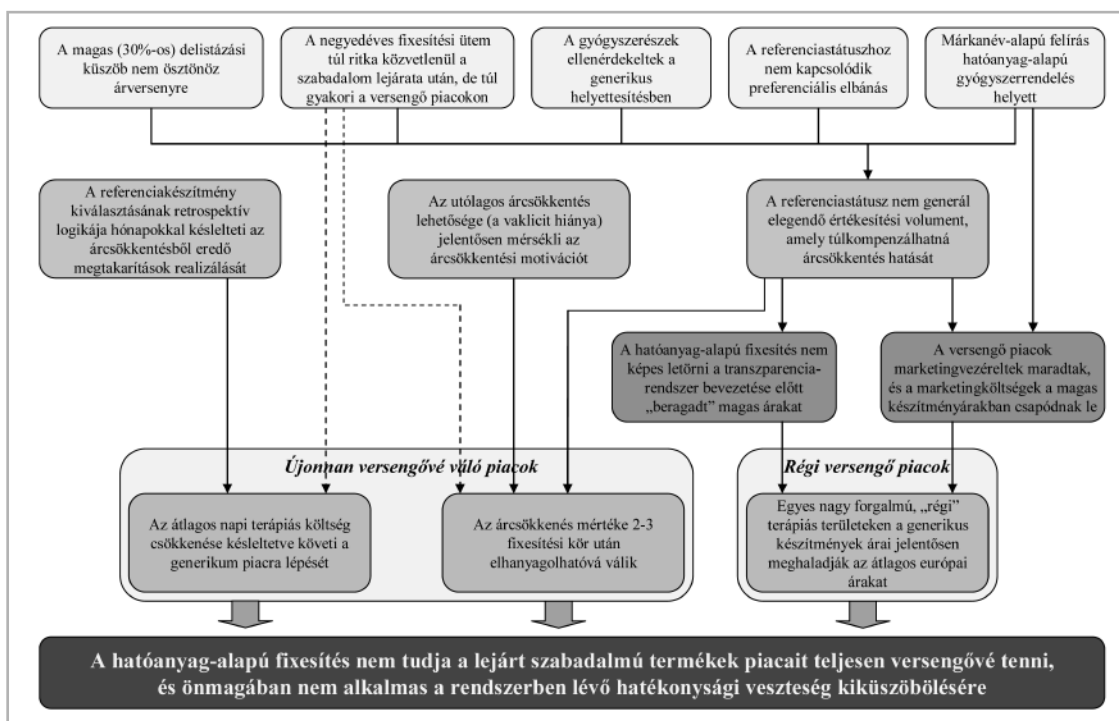 A magas (30%-os) delistázási
küszöb nem ösztönöz
árversenyre
A negyedéves fixesítési ütem
túl ritka közvetlenül a
szabadalom lejárata után, de túl
gyakori a versengő piacokon
A gyógyszerészek
ellenérdekeltek a
generikus
helyettesítésben
A referenciastátuszhoz
nem kapcsolódik
preferenciális elbánás
Márkanév-alapú felírás
hatóanyag-alapú
gyógyszerrendelés
helyett
A referenciakészítmény
kiválasztásának retrospektív
logikája hónapokkal késlelteti az
árcsökkentésből eredő
megtakarítások realizálását
Az utólagos árcsökkentés
lehetősége (a vaklicit hiánya)
jelentősen mérsékli az
árcsökkentési motivációt
A referenciastátusz nem generál
elegendő értékesítési volument,
amely túlkompenzálhatná
árcsökkentés hatását
A hatóanyag-alapú fixesítés nem
képes letörni a transzparencia-
rendszer bevezetése előtt
„beragadt” magas árakat
A versengő piacok
marketingvezéreltek maradtak,
és a marketingköltségek a magas
készítményárakban csapódnak le
Újonnan versengővé váló piacok
Az átlagos napi terápiás költség
csökkenése késleltetve követi a
generikum piacra lépését
Az árcsökkenés mértéke 2-3
fixesítési kör után
elhanyagolhatóvá válik
Régi versengő piacok
Egyes nagy forgalmú, „régi”
terápiás területeken a generikus
készítmények árai jelentősen
meghaladják az átlagos európai
árakat
A hatóanyag-alapú fixesítés nem tudja a lejárt szabadalmú termékek piacait teljesen versengővé tenni,
és önmagában nem alkalmas a rendszerben lévő hatékonysági veszteség kiküszöbölésére